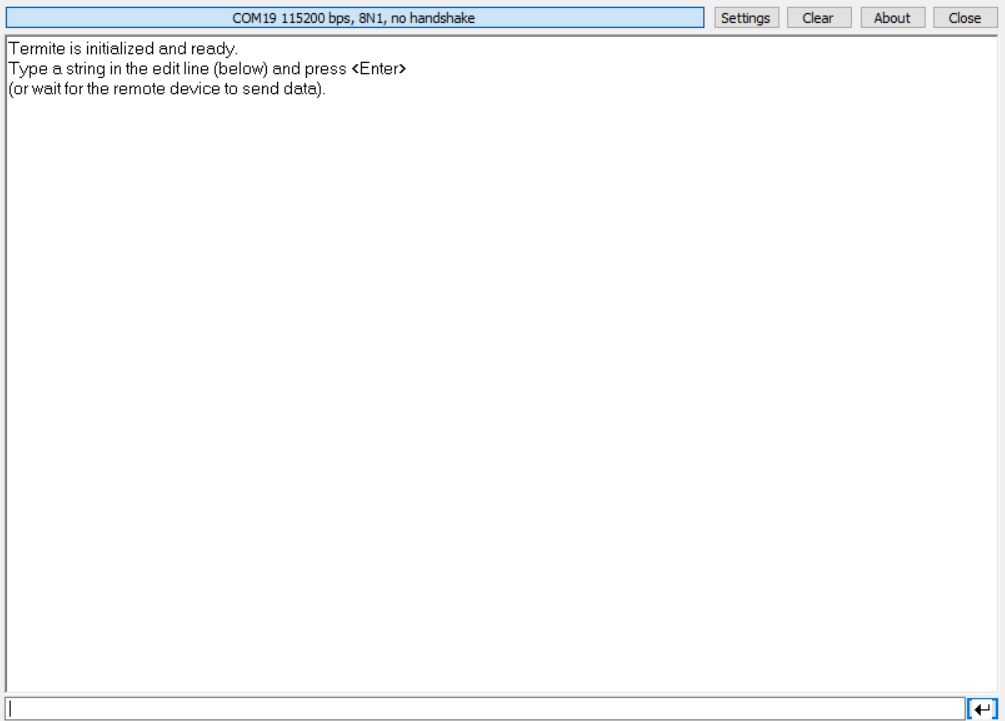 COM19 115200 bps, 8N1, no handshake
Settings
Clear
About
Close
Termite is initialized and ready.
Type a string in the edit line (below) and press <Enter>
(or wait for the remote device to send data).